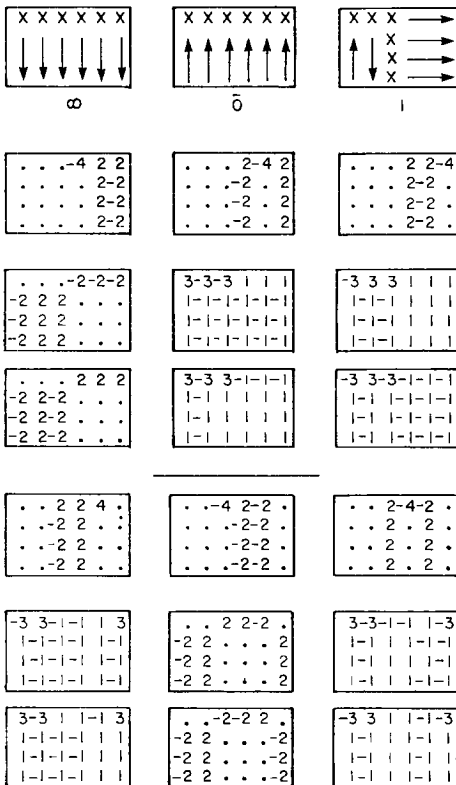 X X X X X X X X X X X X X X X
X
X
X
∞ 0̄ 1
. . . -4 2 2 . . . 2-4 2 . . . 2 2-4
. . . . 2-2 . . .-2 . 2 . . . 2-2 .
. . . . 2-2 . . .-2 . 2 . . . 2-2 .
. . . . 2-2 . . .-2 . 2 . . . 2-2 .
. . .-2-2-2 3-3-3 1 1 1 -3 3 3 1 1 1
-2 2 2 . . . 1-1-1-1-1-1 1-1-1 1 1 1
-2 2 2 . . . 1-1-1-1-1-1 1-1-1 1 1 1
-2 2 2 . . . 1-1-1-1-1-1 1-1-1 1 1 1
. . . 2 2 2 3-3 3-1-1-1 -3 3-3-1-1-1
-2 2-2 . . . 1-1 1 1 1 1 1-1 1-1-1-1
-2 2-2 . . . 1-1 1 1 1 1 1-1 1-1-1-1
-2 2-2 . . . 1-1 1 1 1 1 1-1 1-1-1-1
. . 2 2 4 . . .-4 2-2 . . . 2-4-2 .
. .-2 2 . . . . .-2-2 . . . 2 . 2 .
. .-2 2 . . . . .-2-2 . . . 2 . 2 .
. .-2 2 . . . . .-2-2 . . . 2 . 2 .
-3 3-1-1 1 3 . . 2 2-2 . 3-3-1 1 1-3
1-1-1-1 1-1 -2 2 . . . 2 1-1 1 1-1-1
1-1-1-1 1-1 -2 2 . . . 2 1-1 1 1-1-1
1-1-1-1 1-1 -2 2 . . . 2 1-1 1 1-1-1
3-3 1 1-1 3 . .-2-2 2 . -3 3 1-1-1-3
1-1-1-1 1 1 -2 2 . . .-2 1-1 1 1-1 1
1-1-1-1 1 1 -2 2 . . .-2 1-1 1 1-1 1
1-1-1-1 1 1 -2 2 . . .-2 1-1 1 1-1 1